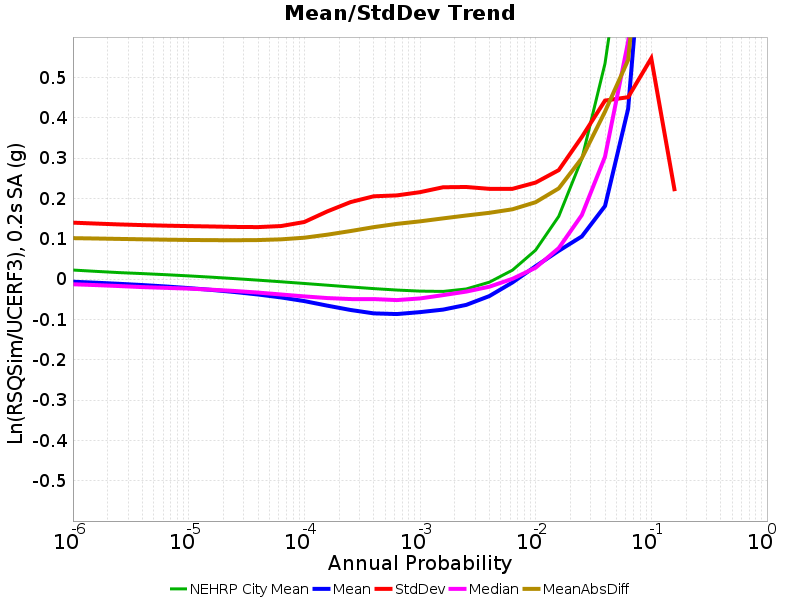 Mean/StdDev Trend
Ln(RSQSim/UCERF3), 0.2s SA (g)
0.5
0.4
0.3
0.2
0.1
0
-0.1
-0.2
-0.3
-0.4
-0.5
10^-6 10^-5 10^-4 10^-3 10^-2 10^-1 10^0
Annual Probability
NEHRP City Mean Mean StdDev Median MeanAbsDiff